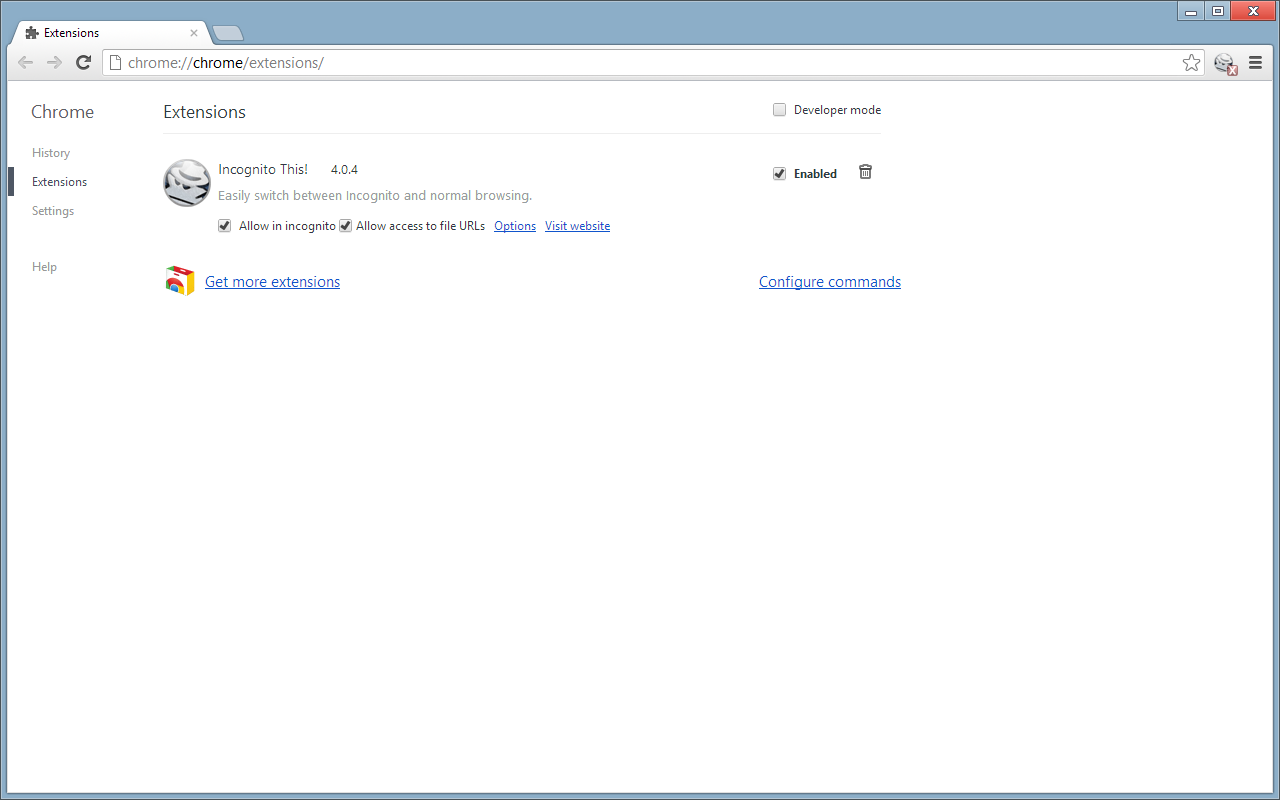 Extensions
chrome://chrome/extensions/
Chrome
Extensions
Developer mode
History
Extensions
Settings
Help
Incognito This! 4.0.4
Enabled
Easily switch between Incognito and normal browsing.
Allow in incognito Allow access to file URLs Options Visit website
Get more extensions
Configure commands